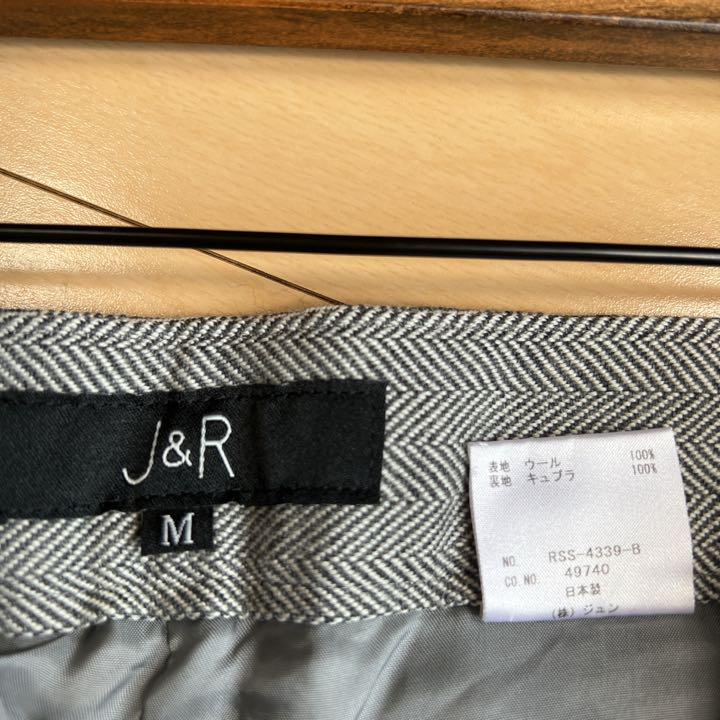 J&R
M
表地 ウール 100%
裏地 キュプラ 100%
NO. RSS-4339-B
CO.NO. 49740
日本製
(株)ジュン